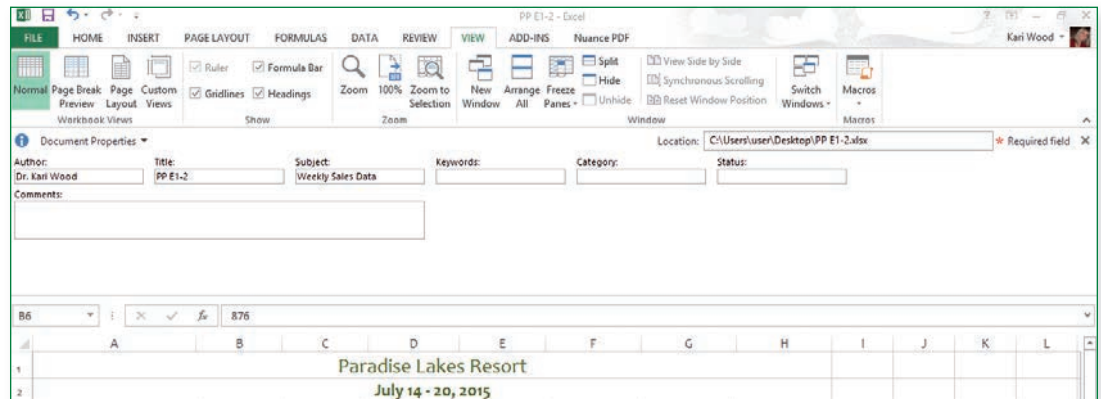 PP E1-2 - Excel
FILE HOME INSERT PAGE LAYOUT FORMULAS DATA REVIEW VIEW ADD-INS Nuance PDF Kari Wood
Normal Page Break Preview Page Layout Custom Views
Workbook Views
Ruler Formula Bar
Gridlines Headings
Show
Zoom 100% Zoom to Selection
Zoom
New Window Arrange All Freeze Panes
Split
Hide
Unhide
View Side by Side
Synchronous Scrolling
Reset Window Position
Switch Windows
Window
Macros
Macros
Document Properties Location: C:\Users\user\Desktop\PP E1-2.xlsx * Required field
Author: Title: Subject: Keywords: Category: Status:
Dr. Kari Wood PP E1-2 Weekly Sales Data
Comments:
B6 fx 876
A B C D E F G H I J K L
1 Paradise Lakes Resort
2 July 14 - 20, 2015